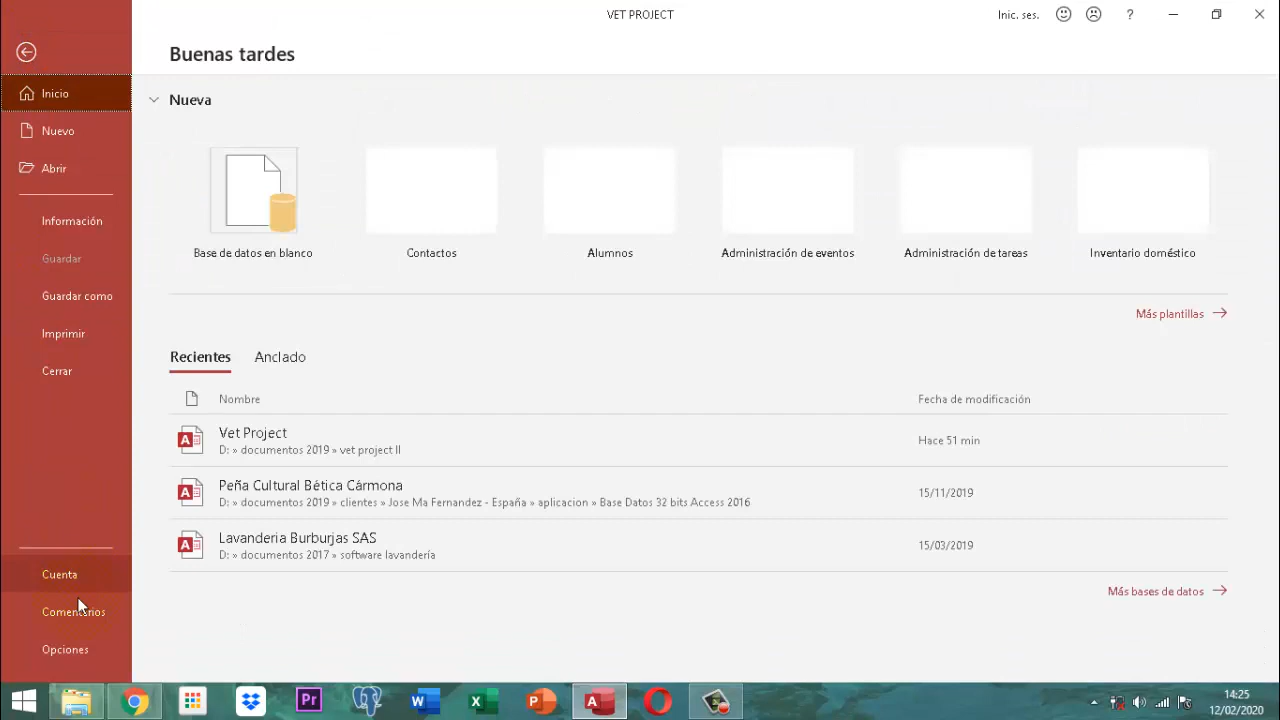 VET PROJECT
Inic. ses.
?
Buenas tardes
Inicio
Nuevo
Abrir
Información
Guardar
Guardar como
Imprimir
Cerrar
Cuenta
Comentarios
Opciones
Nueva
Base de datos en blanco
Contactos
Alumnos
Administración de eventos
Administración de tareas
Inventario doméstico
Más plantillas
Recientes
Anclado
Nombre
Fecha de modificación
Vet Project
D: » documentos 2019 » vet project II
Hace 51 min
Peña Cultural Bética Cármona
D: » documentos 2019 » clientes » Jose Ma Fernandez - España » aplicacion » Base Datos 32 bits Access 2016
15/11/2019
Lavanderia Burburjas SAS
D: » documentos 2017 » software lavandería
15/03/2019
Más bases de datos
Pr
14:25
12/02/2020